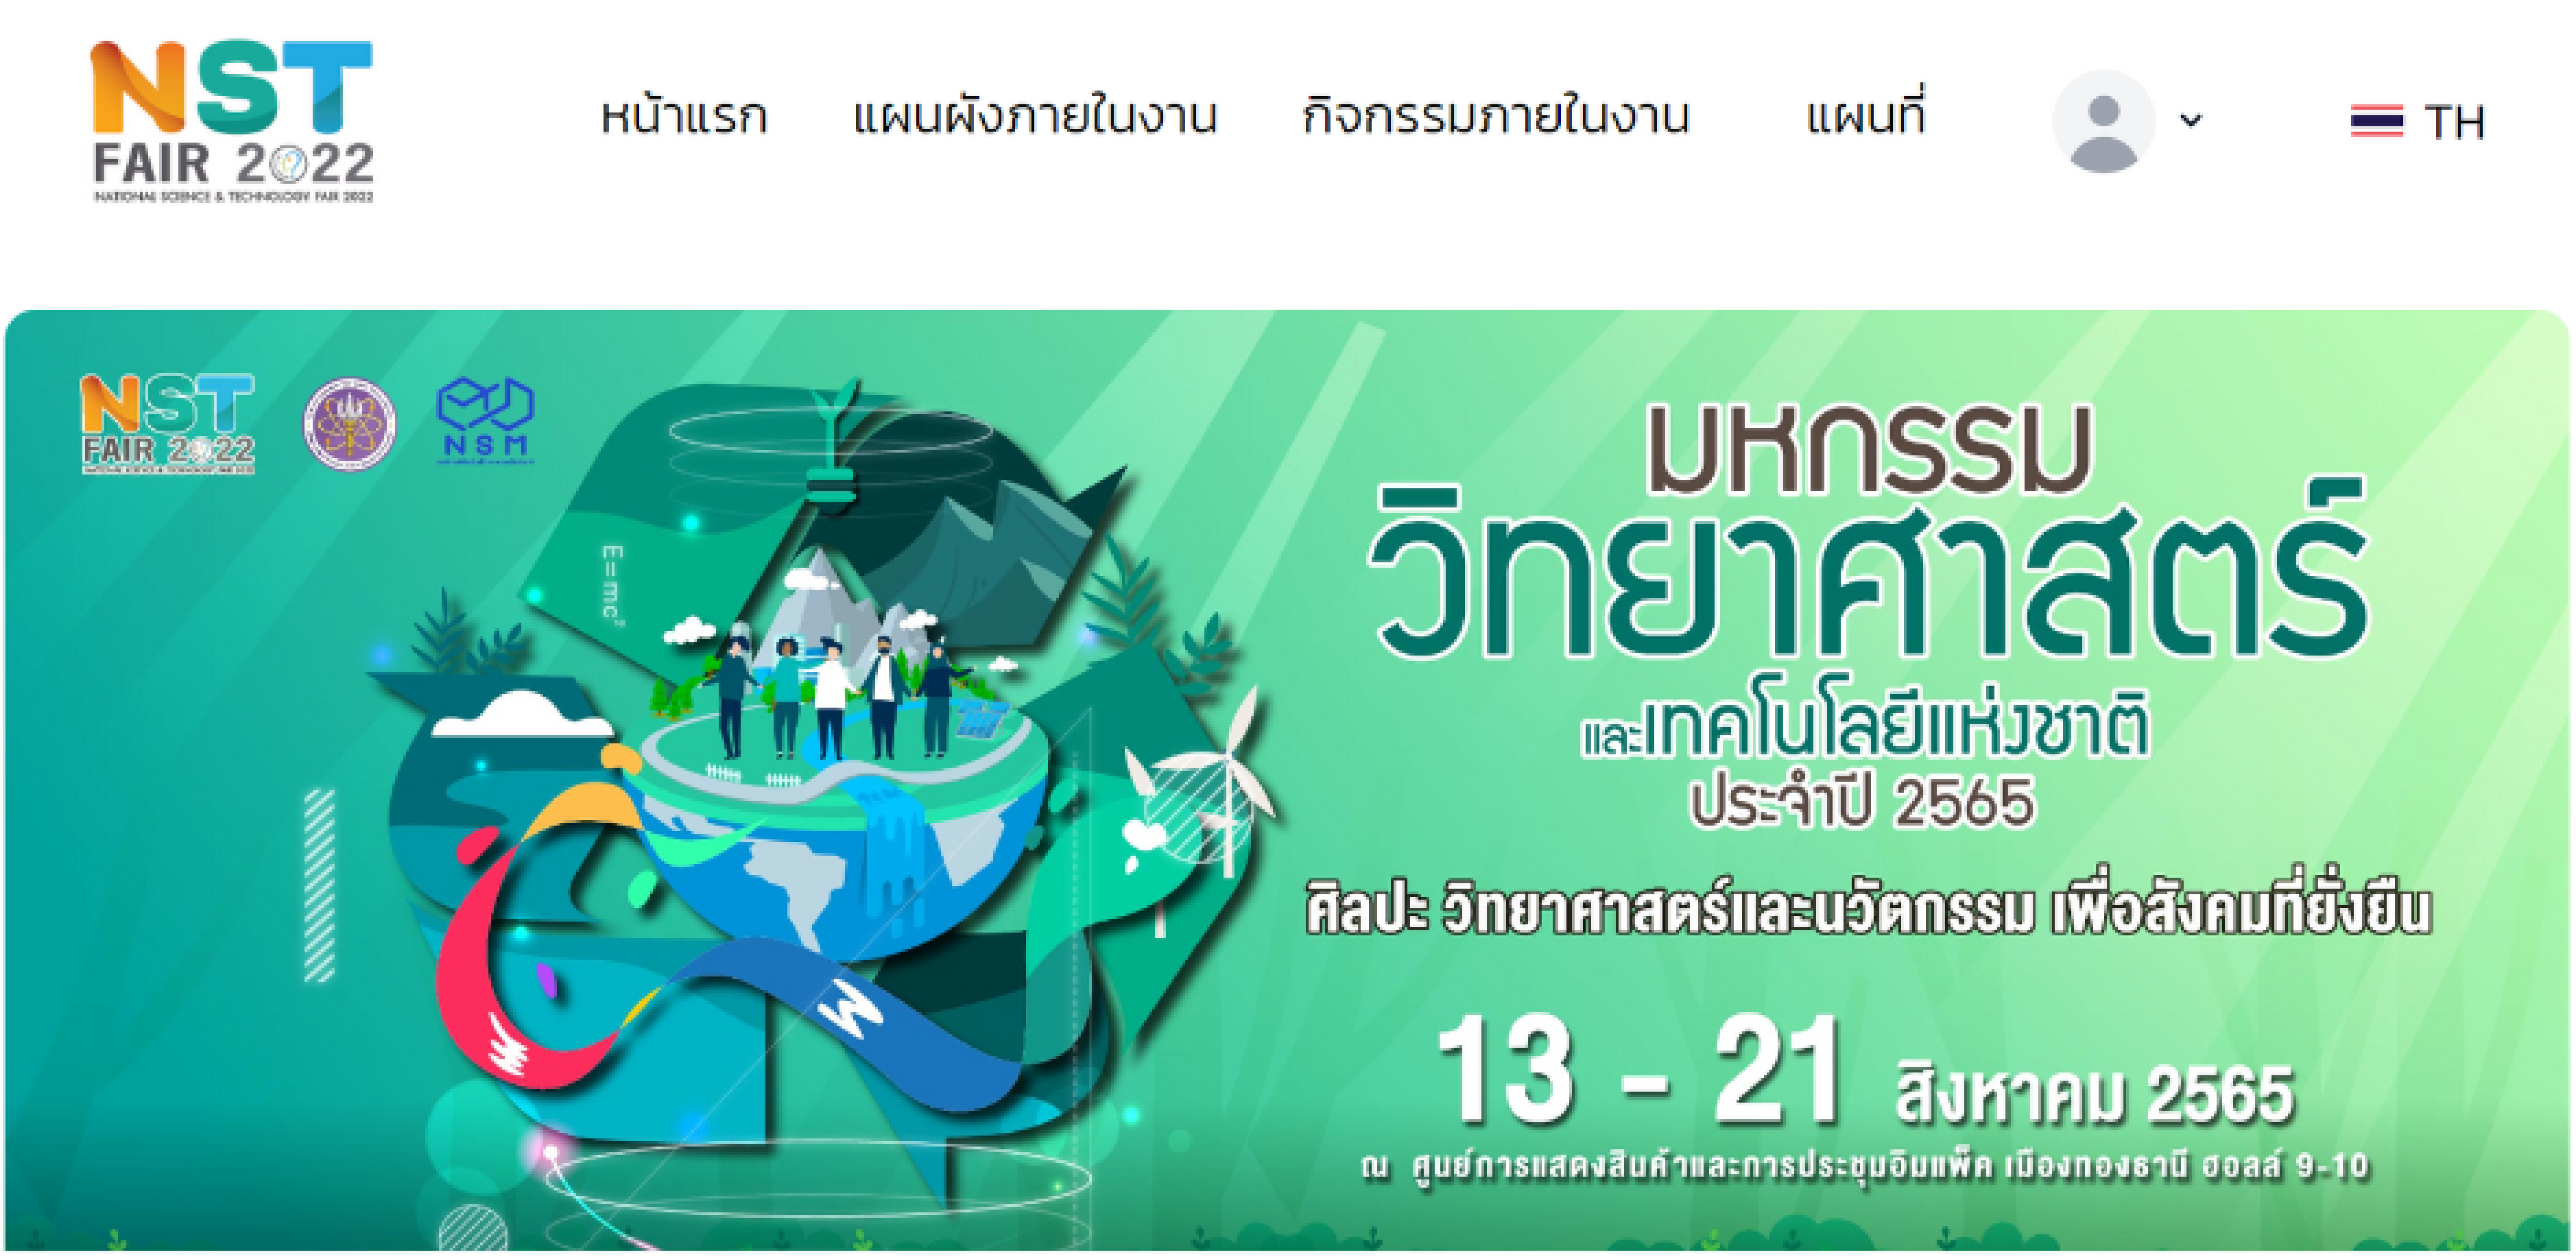 NST
FAIR 2022
NATIONAL SCIENCE & TECHNOLOGY FAIR 2022
หน้าแรก แผนผังภายในงาน กิจกรรมภายในงาน แผนที่ TH
NST
FAIR 2022
NSM
E=mc²
มหกรรม
วิทยาศาสตร์
และเทคโนโลยีแห่งชาติ
ประจำปี 2565
ศิลปะ วิทยาศาสตร์และนวัตกรรม เพื่อสังคมที่ยั่งยืน
13 - 21 สิงหาคม 2565
ณ ศูนย์การแสดงสินค้าและการประชุมอิมแพ็ค เมืองทองธานี ฮอลล์ 9-10